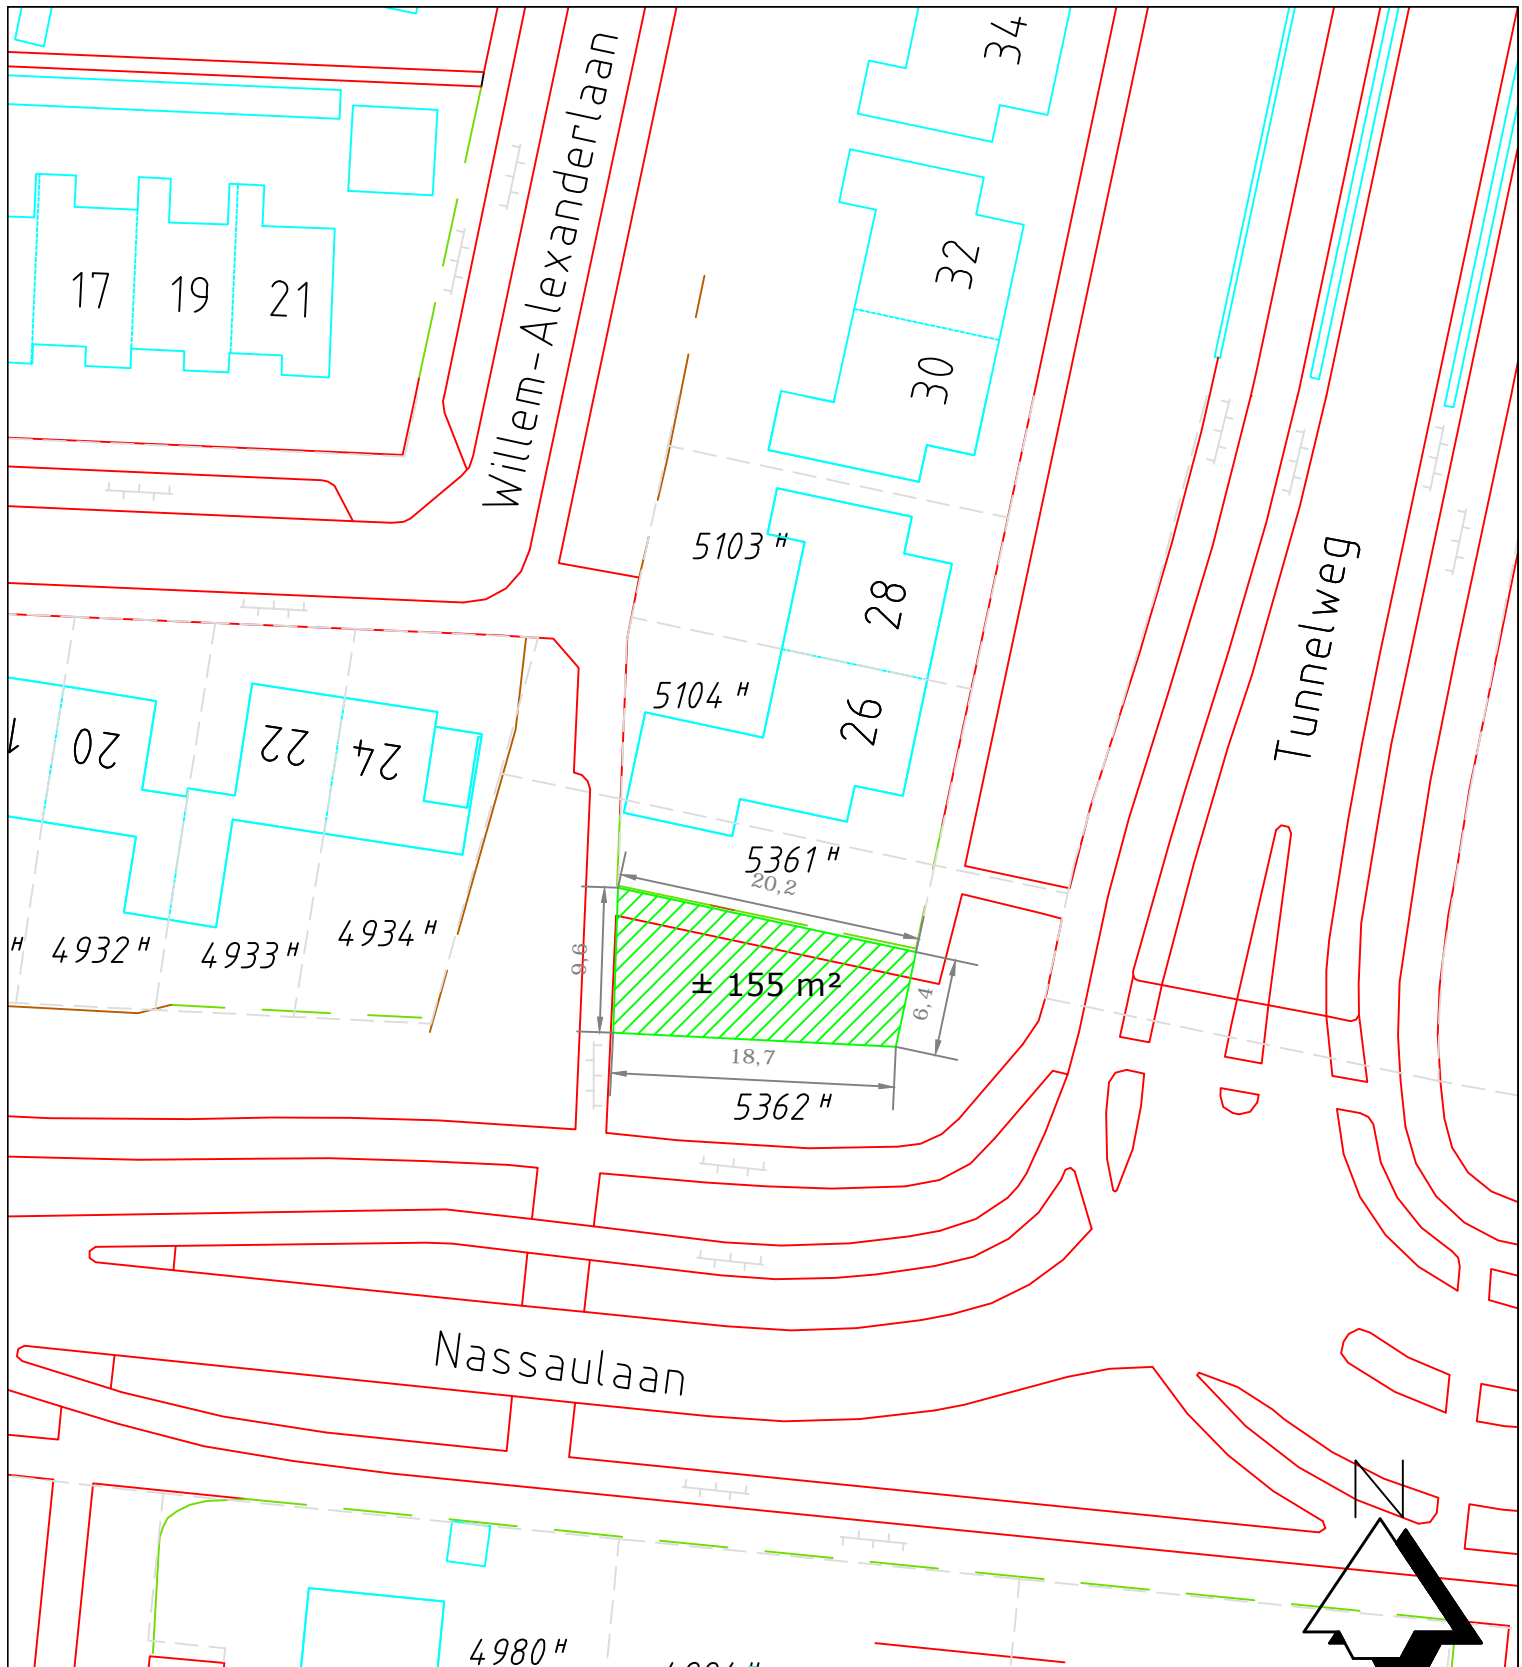 34
Willem-Alexanderlaan
32
17
19
21
30
5103 H
28
Tunnelweg
5104 H
26
20
22
24
5361 H
20,2
4934 H
H
4932 H
4933 H
9,6
± 155 m²
6,4
18,7
5362 H
Nassaulaan
N
4980 H